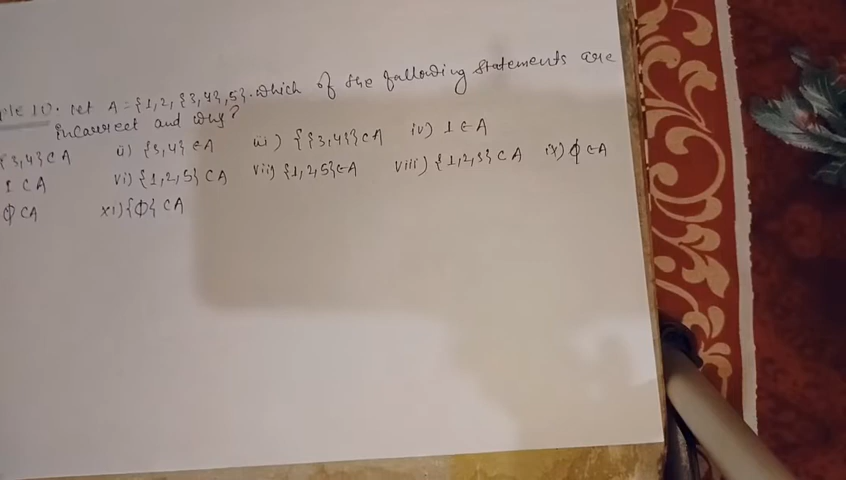 ple 10. Let A = {1, 2, {3, 4}, 5}. which of the following statements are
incorrect and why?
{3, 4} ⊂ A ii) {3, 4} ∈ A iii) {{3, 4}} ⊂ A iv) 1 ∈ A
1 ⊂ A vi) {1, 2, 5} ⊂ A vii) {1, 2, 5} ∈ A viii) {1, 2, 3} ⊂ A ix) ϕ ∈ A
ϕ ⊂ A xi) {ϕ} ⊂ A